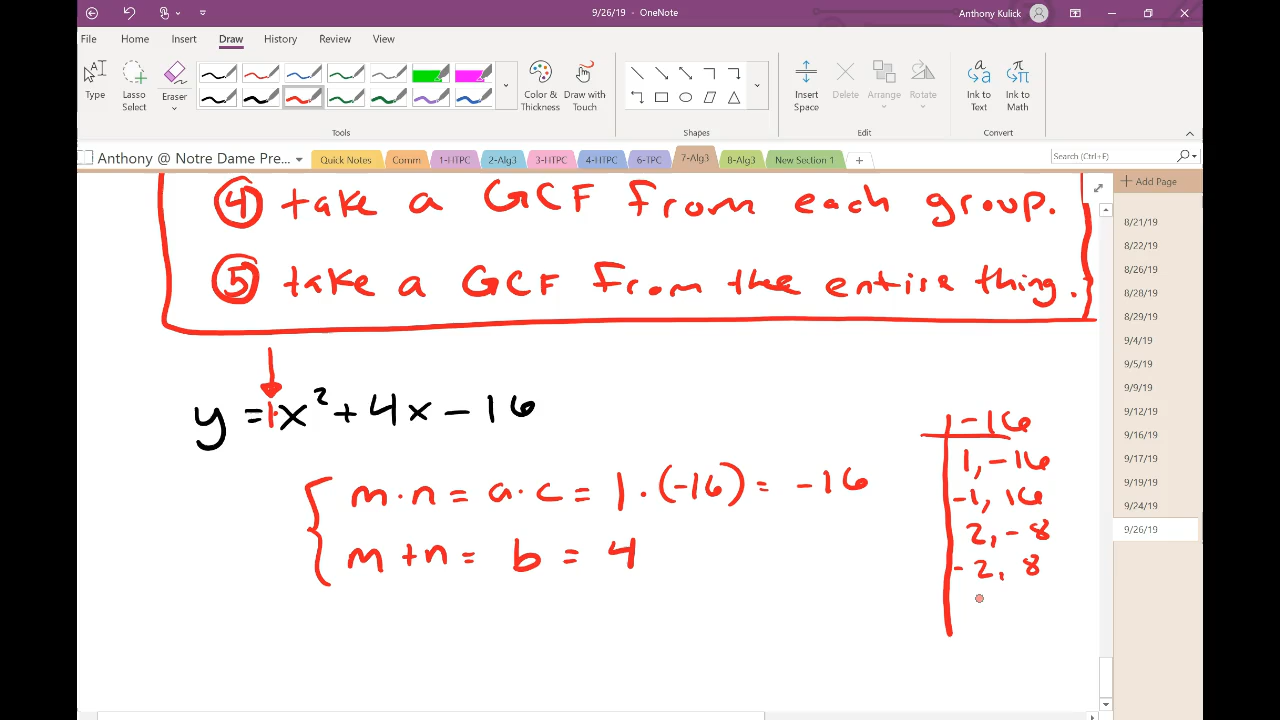 9/26/19 - OneNote
Anthony Kulick
File Home Insert Draw History Review View
Type
Lasso Select
Eraser
Color & Thickness
Draw with Touch
Insert Space
Delete
Arrange
Rotate
Ink to Text
Ink to Math
Tools
Shapes
Edit
Convert
Anthony @ Notre Dame Pre...
Quick Notes
Comm
1-HTPC
2-Alg3
3-HTPC
4-HTPC
6-TPC
7-Alg3
8-Alg3
New Section 1
Search (Ctrl+F)
Add Page
8/21/19
8/22/19
8/26/19
8/28/19
8/29/19
9/4/19
9/5/19
9/9/19
9/12/19
9/16/19
9/17/19
9/19/19
9/24/19
9/26/19
④ take a GCF from each group.
⑤ take a GCF from the entire thing.
y = 1·x² + 4x – 16
m·n = a·c = 1·(-16) = -16
m+n = b = 4
-16
1, -16
-1, 16
2, -8
-2, 8